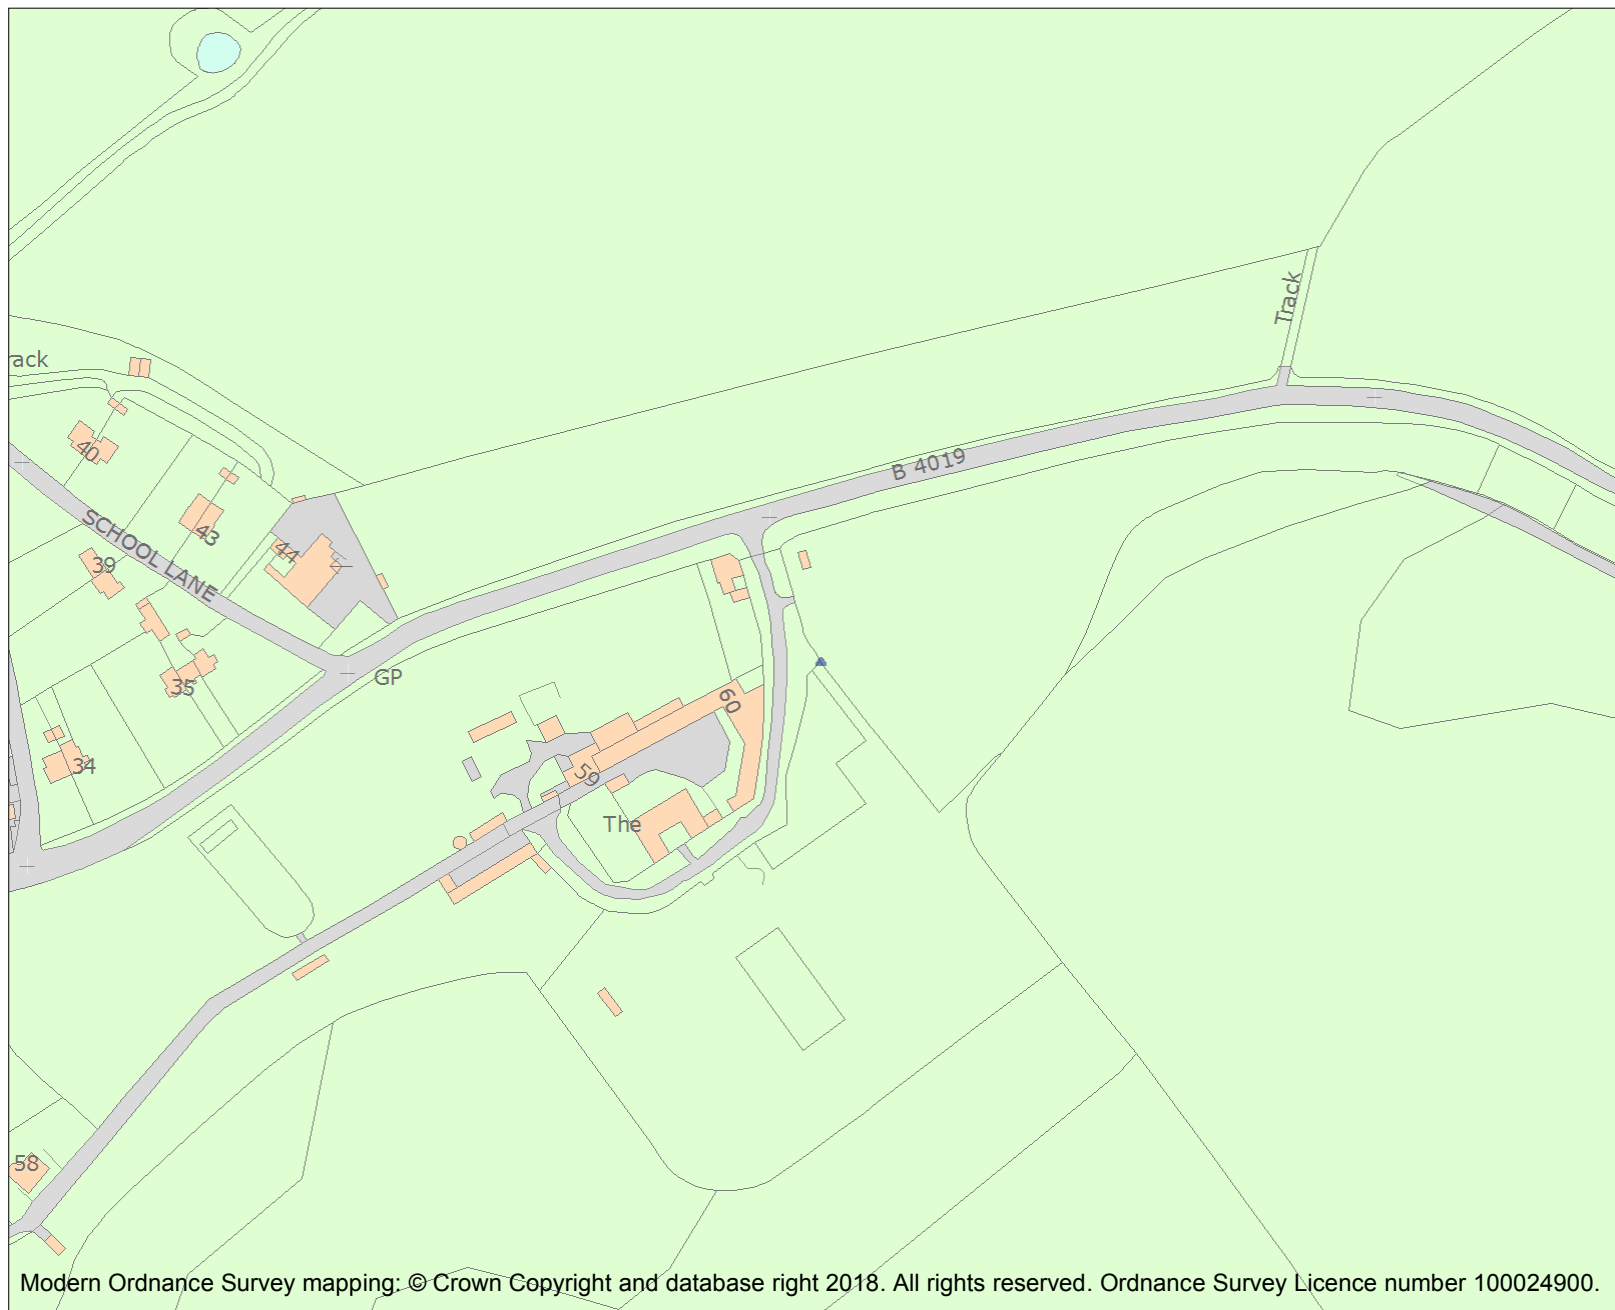 Track
ack
40
B 4019
SCHOOL LANE
43
44
39
GP
35
60
34
59
The
58
Modern Ordnance Survey mapping: © Crown Copyright and database right 2018. All rights reserved. Ordnance Survey Licence number 100024900.